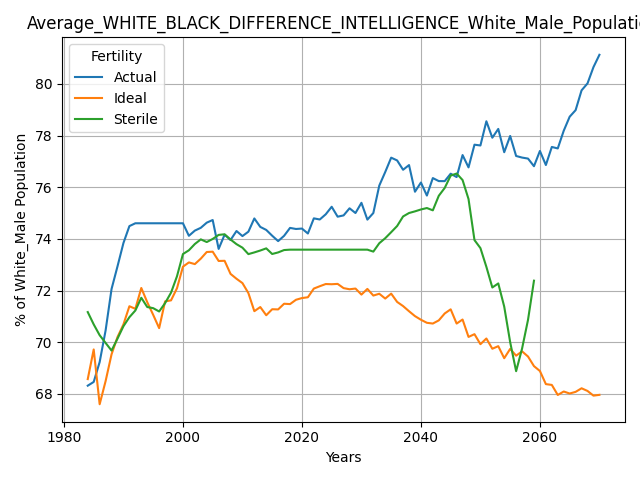 Average_WHITE_BLACK_DIFFERENCE_INTELLIGENCE_White_Male_Populatio
Fertility
Actual
Ideal
Sterile
% of White_Male Population
80
78
76
74
72
70
68
1980
2000
2020
2040
2060
Years